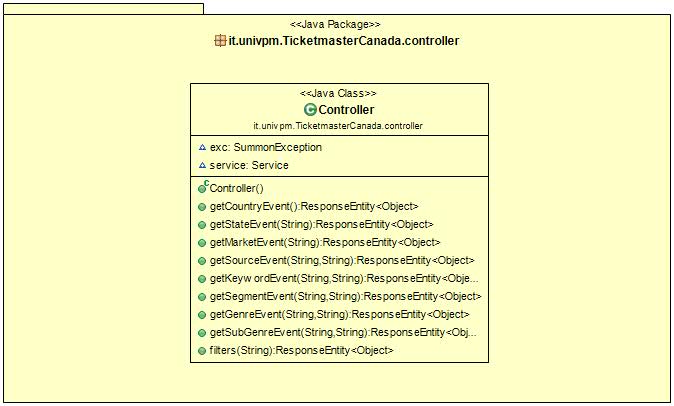 <<Java Package>>
it.univpm.TicketmasterCanada.controller
<<Java Class>>
C Controller
it.univpm.TicketmasterCanada.controller
exc: SummonException
service: Service
C Controller()
getCountryEvent():ResponseEntity<Object>
getStateEvent(String):ResponseEntity<Object>
getMarketEvent(String):ResponseEntity<Object>
getSourceEvent(String,String):ResponseEntity<Object>
getKeywordEvent(String,String):ResponseEntity<Obje...
getSegmentEvent(String,String):ResponseEntity<Object>
getGenreEvent(String,String):ResponseEntity<Object>
getSubGenreEvent(String,String):ResponseEntity<Obj...
filters(String):ResponseEntity<Object>